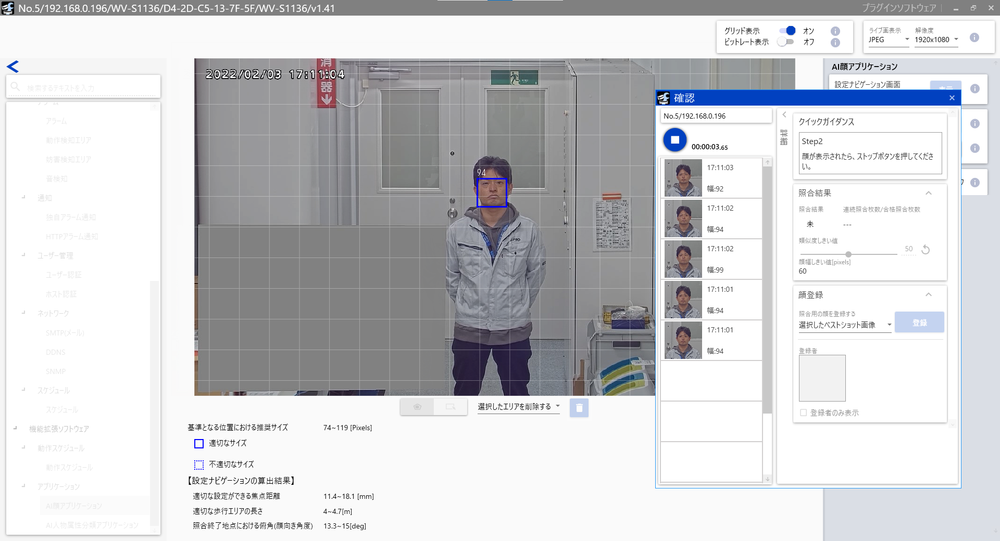 No.5/192.168.0.196/WV-S1136/D4-2D-C5-13-7F-5F/WV-S1136/v1.41
プラグインソフトウェア
グリッド表示 オン
ビットレート表示 オフ
ライブ画表示 解像度
JPEG 1920x1080
検索するテキストを入力
アラーム
アラーム
動作検知エリア
妨害検知エリア
音検知
通知
独自アラーム通知
HTTPアラーム通知
ユーザー管理
ユーザー認証
ホスト認証
ネットワーク
SMTP(メール)
DDNS
SNMP
スケジュール
スケジュール
機能拡張ソフトウェア
動作スケジュール
動作スケジュール
アプリケーション
AI顔アプリケーション
AI人物属性分類アプリケーション
2022/02/03 17:11:04
消
器
94
PRO
選択したエリアを削除する
基準となる位置における推奨サイズ 74~119 [Pixels]
適切なサイズ
不適切なサイズ
【設定ナビゲーションの算出結果】
適切な設定ができる焦点距離 11.4~18.1 [mm]
適切な歩行エリアの長さ 4~4.7[m]
照合終了地点における俯角(顔向き角度) 13.3~15[deg]
AI顔アプリケーション
設定ナビゲーション画面
表示
確認
No.5/192.168.0.196
00:00:03.65
17:11:03
幅:92
17:11:02
幅:94
17:11:02
幅:99
17:11:01
幅:94
17:11:01
幅:94
詳細
クイックガイダンス
Step2
顔が表示されたら、ストップボタンを押してくださ
い。
照合結果
照合結果 連続照合枚数/合格照合枚数
未 ---
類似度しきい値
50
顔幅しきい値[pixels]
60
顔登録
照合用の顔を登録する
選択したベストショット画像
登録
登録者
登録者のみ表示